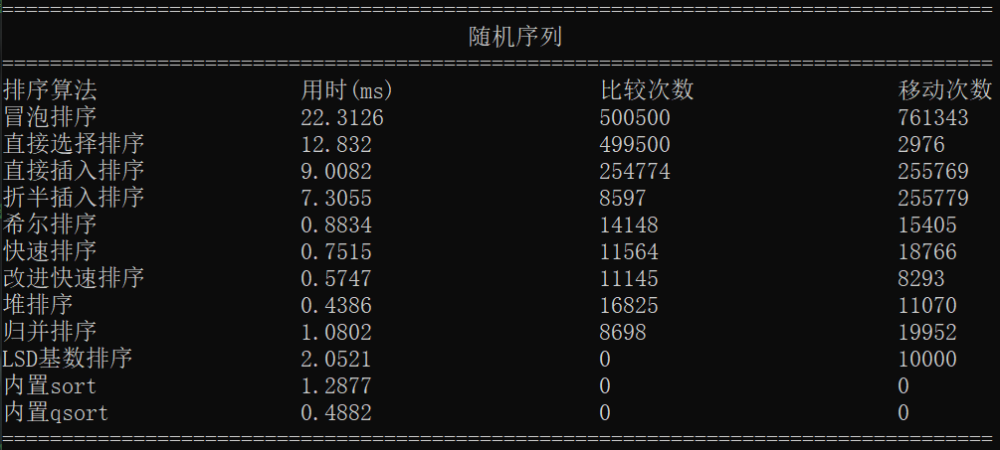 随机序列
排序算法 用时(ms) 比较次数 移动次数
冒泡排序 22.3126 500500 761343
直接选择排序 12.832 499500 2976
直接插入排序 9.0082 254774 255769
折半插入排序 7.3055 8597 255779
希尔排序 0.8834 14148 15405
快速排序 0.7515 11564 18766
改进快速排序 0.5747 11145 8293
堆排序 0.4386 16825 11070
归并排序 1.0802 8698 19952
LSD基数排序 2.0521 0 10000
内置sort 1.2877 0 0
内置qsort 0.4882 0 0